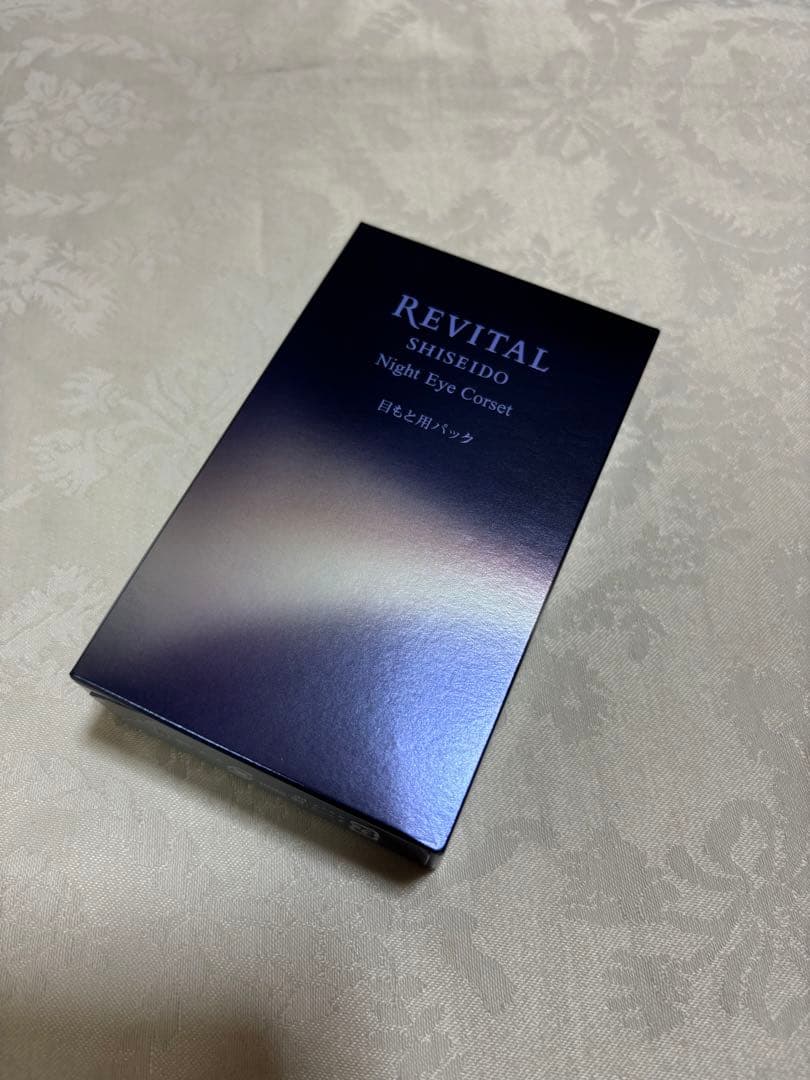 REVITAL
SHISEIDO
Night Eye Corset
目もと用パック